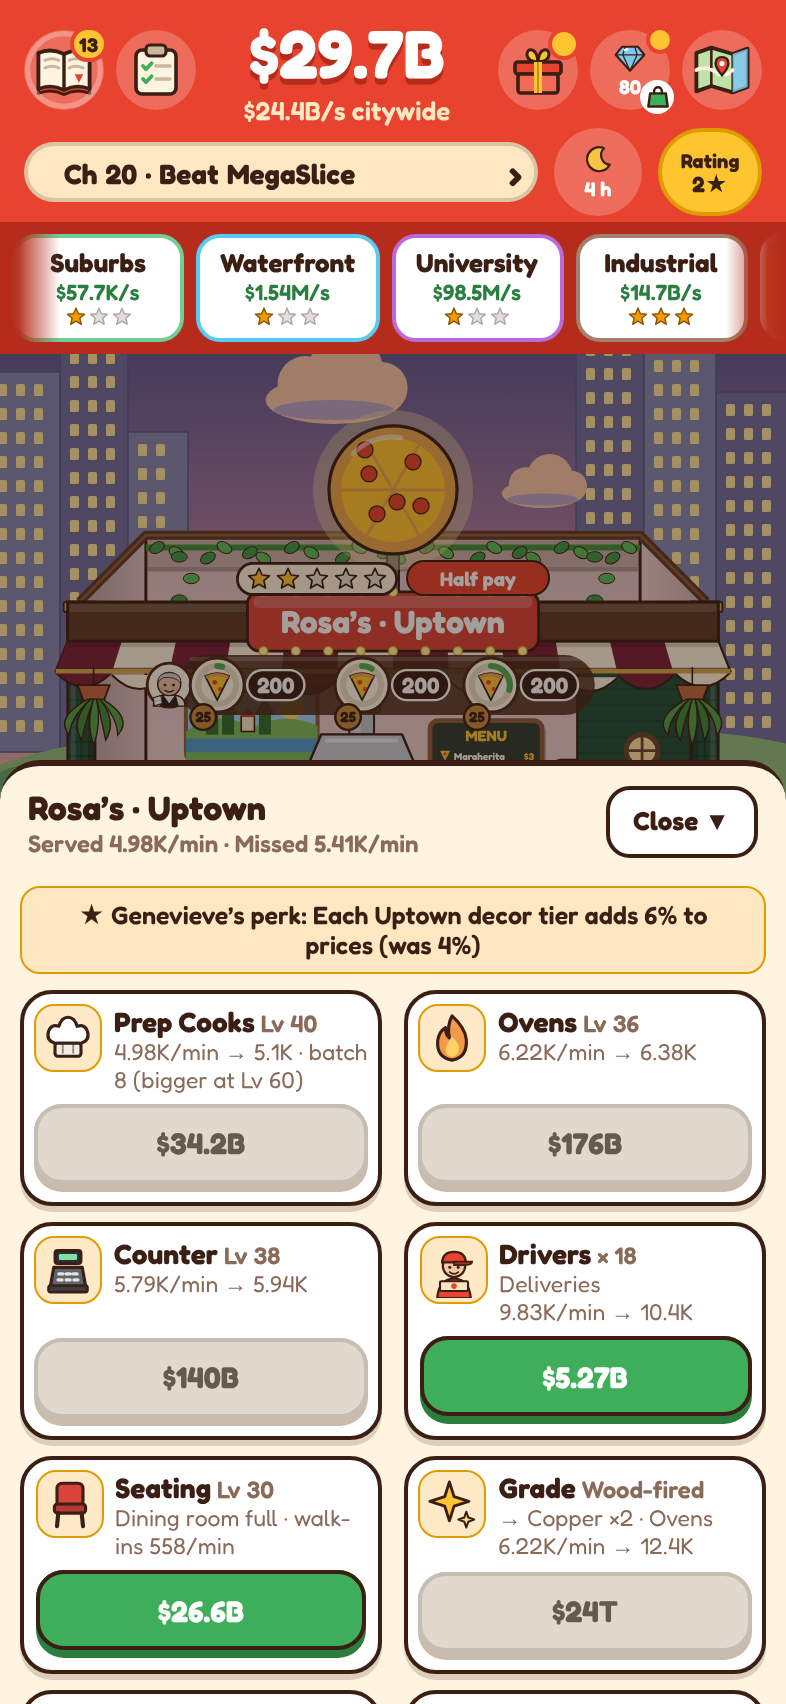 13
$29.7B
$24.4B/s citywide
80
Ch 20 · Beat MegaSlice ›
4 h
Rating
2★
Suburbs
$57.7K/s
Waterfront
$1.54M/s
University
$98.5M/s
Industrial
$14.7B/s
Half pay
Rosa's · Uptown
200
200
200
25
25
25
MENU
Margherita $3
Rosa's · Uptown
Served 4.98K/min · Missed 5.41K/min
Close ▼
★ Genevieve's perk: Each Uptown decor tier adds 6% to
prices (was 4%)
Prep Cooks Lv 40
4.98K/min → 5.1K · batch
8 (bigger at Lv 60)
$34.2B
Ovens Lv 36
6.22K/min → 6.38K
$176B
Counter Lv 38
5.79K/min → 5.94K
$140B
Drivers × 18
Deliveries
9.83K/min → 10.4K
$5.27B
Seating Lv 30
Dining room full · walk-
ins 558/min
$26.6B
Grade Wood-fired
→ Copper ×2 · Ovens
6.22K/min → 12.4K
$24T